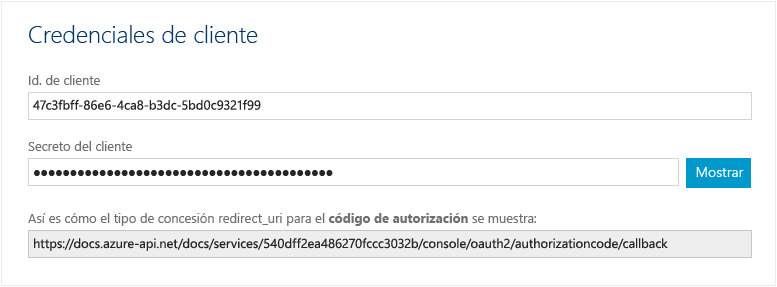 Credenciales de cliente
Id. de cliente
47c3fbff-86e6-4ca8-b3dc-5bd0c9321f99
Secreto del cliente
●●●●●●●●●●●●●●●●●●●●●●●●●●●●●●●●●●●●●●●●● Mostrar
Así es cómo el tipo de concesión redirect_uri para el código de autorización se muestra:
https://docs.azure-api.net/docs/services/540dff2ea486270fccc3032b/console/oauth2/authorizationcode/callback